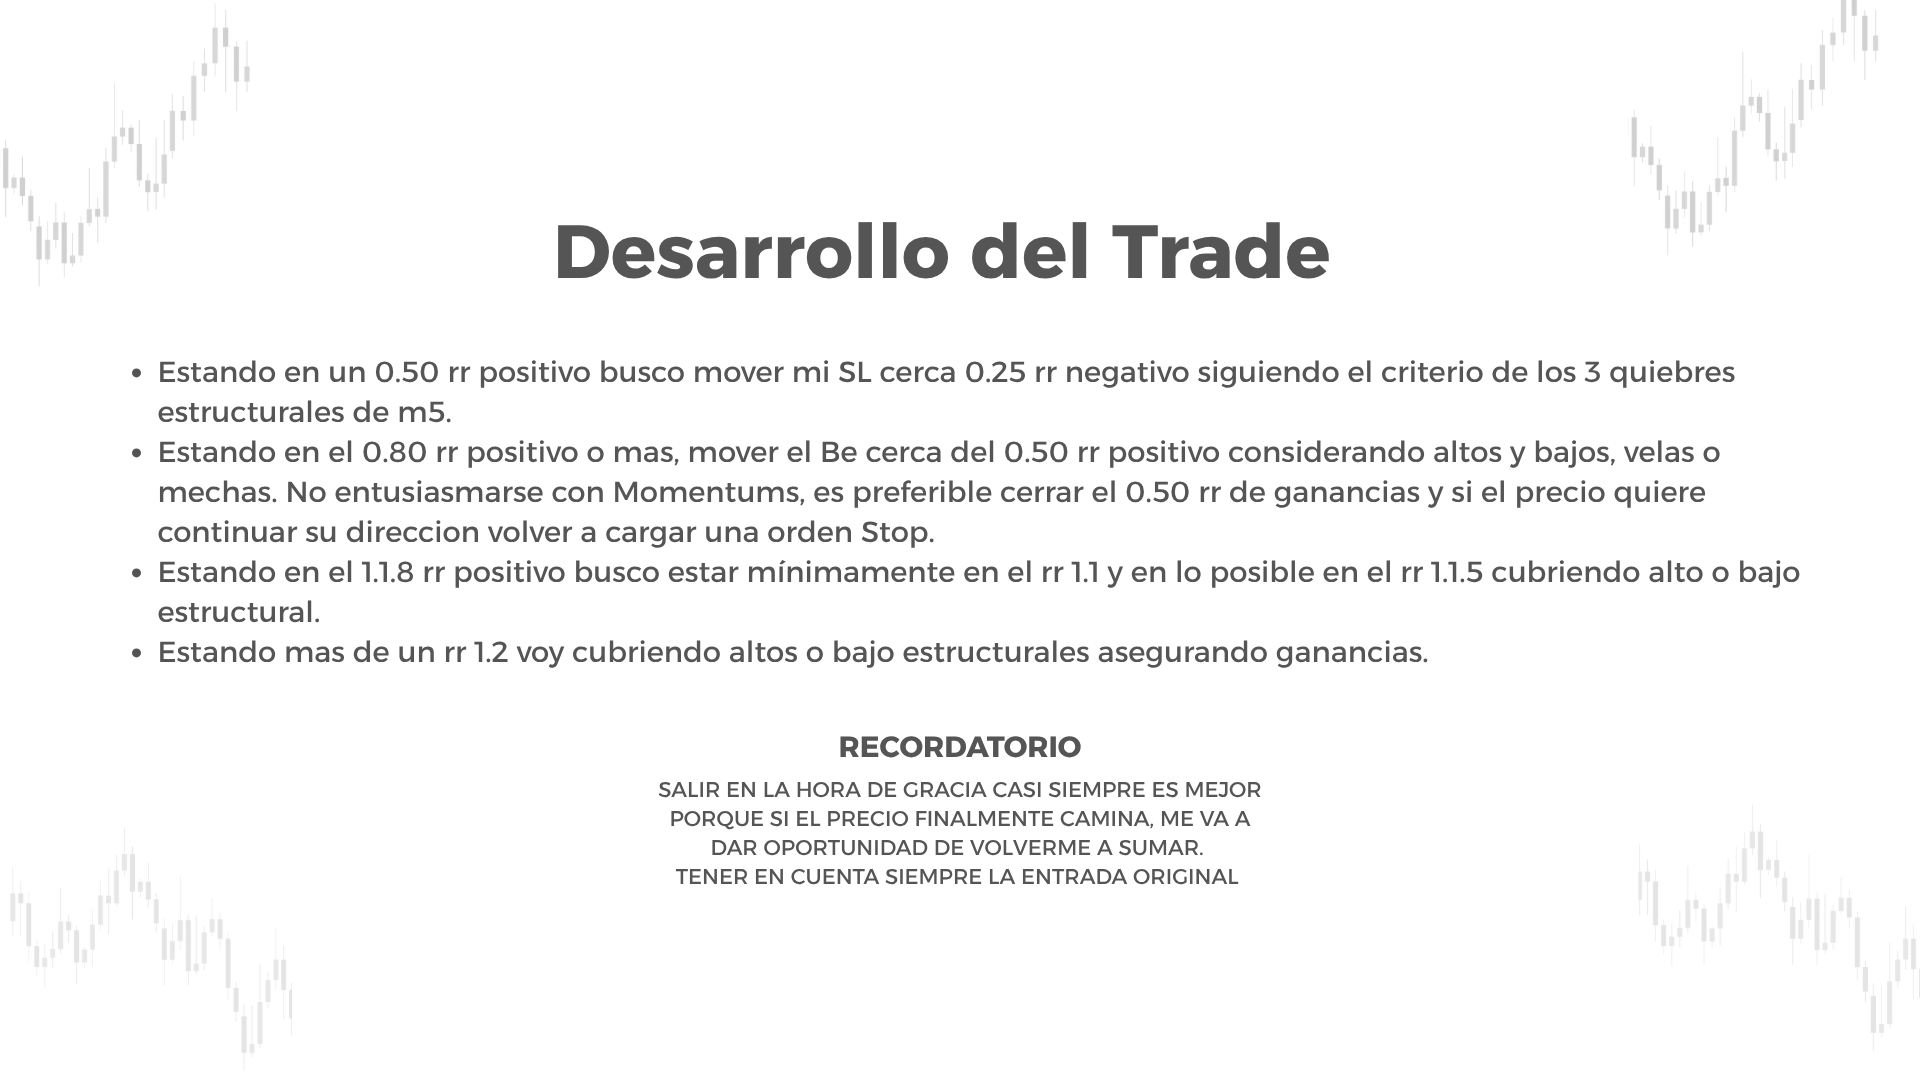 Desarrollo del Trade
• Estando en un 0.50 rr positivo busco mover mi SL cerca 0.25 rr negativo siguiendo el criterio de los 3 quiebres
estructurales de m5.
• Estando en el 0.80 rr positivo o mas, mover el Be cerca del 0.50 rr positivo considerando altos y bajos, velas o
mechas. No entusiasmarse con Momentums, es preferible cerrar el 0.50 rr de ganancias y si el precio quiere
continuar su direccion volver a cargar una orden Stop.
• Estando en el 1.1.8 rr positivo busco estar mínimamente en el rr 1.1 y en lo posible en el rr 1.1.5 cubriendo alto o bajo
estructural.
• Estando mas de un rr 1.2 voy cubriendo altos o bajo estructurales asegurando ganancias.
RECORDATORIO
SALIR EN LA HORA DE GRACIA CASI SIEMPRE ES MEJOR
PORQUE SI EL PRECIO FINALMENTE CAMINA, ME VA A
DAR OPORTUNIDAD DE VOLVERME A SUMAR.
TENER EN CUENTA SIEMPRE LA ENTRADA ORIGINAL